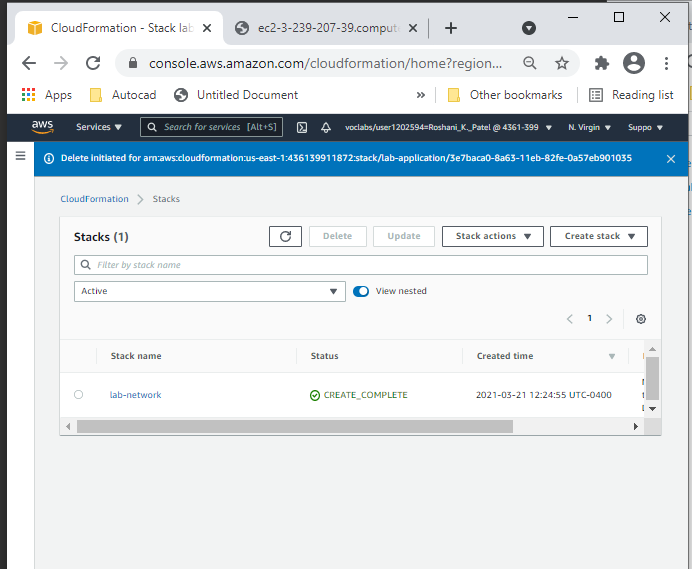 CloudFormation - Stack lab
ec2-3-239-207-39.compute
console.aws.amazon.com/cloudformation/home?region...
Apps
Autocad
Untitled Document
»
Other bookmarks
Reading list
aws
Services
Search for services [Alt+S]
voclabs/user1202594=Roshani_K._Patel @ 4361-399
N. Virgin
Suppo
Delete initiated for arn:aws:cloudformation:us-east-1:436139911872:stack/lab-application/3e7baca0-8a63-11eb-82fe-0a57eb901035
CloudFormation
Stacks
Stacks (1)
Delete
Update
Stack actions
Create stack
Filter by stack name
Active
View nested
1
Stack name
Status
Created time
lab-network
CREATE_COMPLETE
2021-03-21 12:24:55 UTC-0400